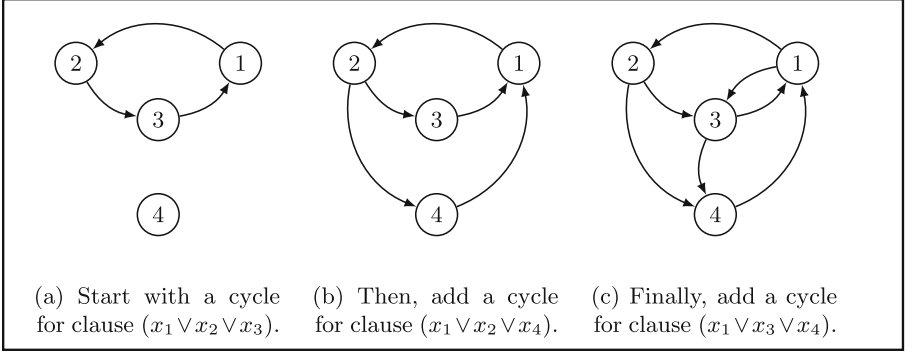 2 1
3
4
2 1
3
4
2 1
3
4
(a) Start with a cycle
for clause (x₁∨x₂∨x₃).
(b) Then, add a cycle
for clause (x₁∨x₂∨x₄).
(c) Finally, add a cycle
for clause (x₁∨x₃∨x₄).